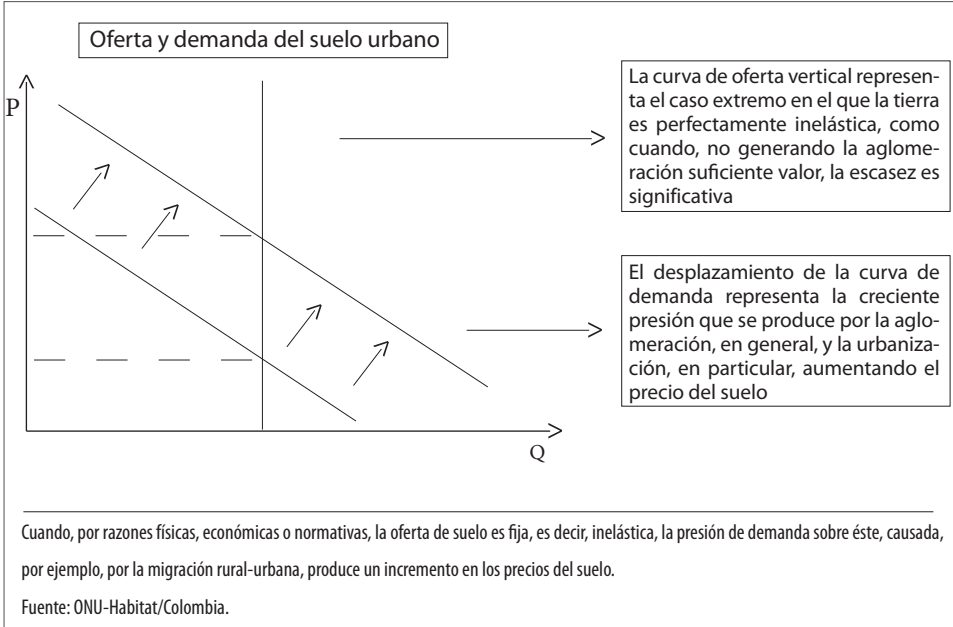 Oferta y demanda del suelo urbano
P
La curva de oferta vertical represen-
ta el caso extremo en el que la tierra
es perfectamente inelástica, como
cuando, no generando la aglome-
ración suficiente valor, la escasez es
significativa
El desplazamiento de la curva de
demanda representa la creciente
presión que se produce por la aglo-
meración, en general, y la urbaniza-
ción, en particular, aumentando el
precio del suelo
Q
Cuando, por razones físicas, económicas o normativas, la oferta de suelo es fija, es decir, inelástica, la presión de demanda sobre éste, causada,
por ejemplo, por la migración rural-urbana, produce un incremento en los precios del suelo.
Fuente: ONU-Habitat/Colombia.